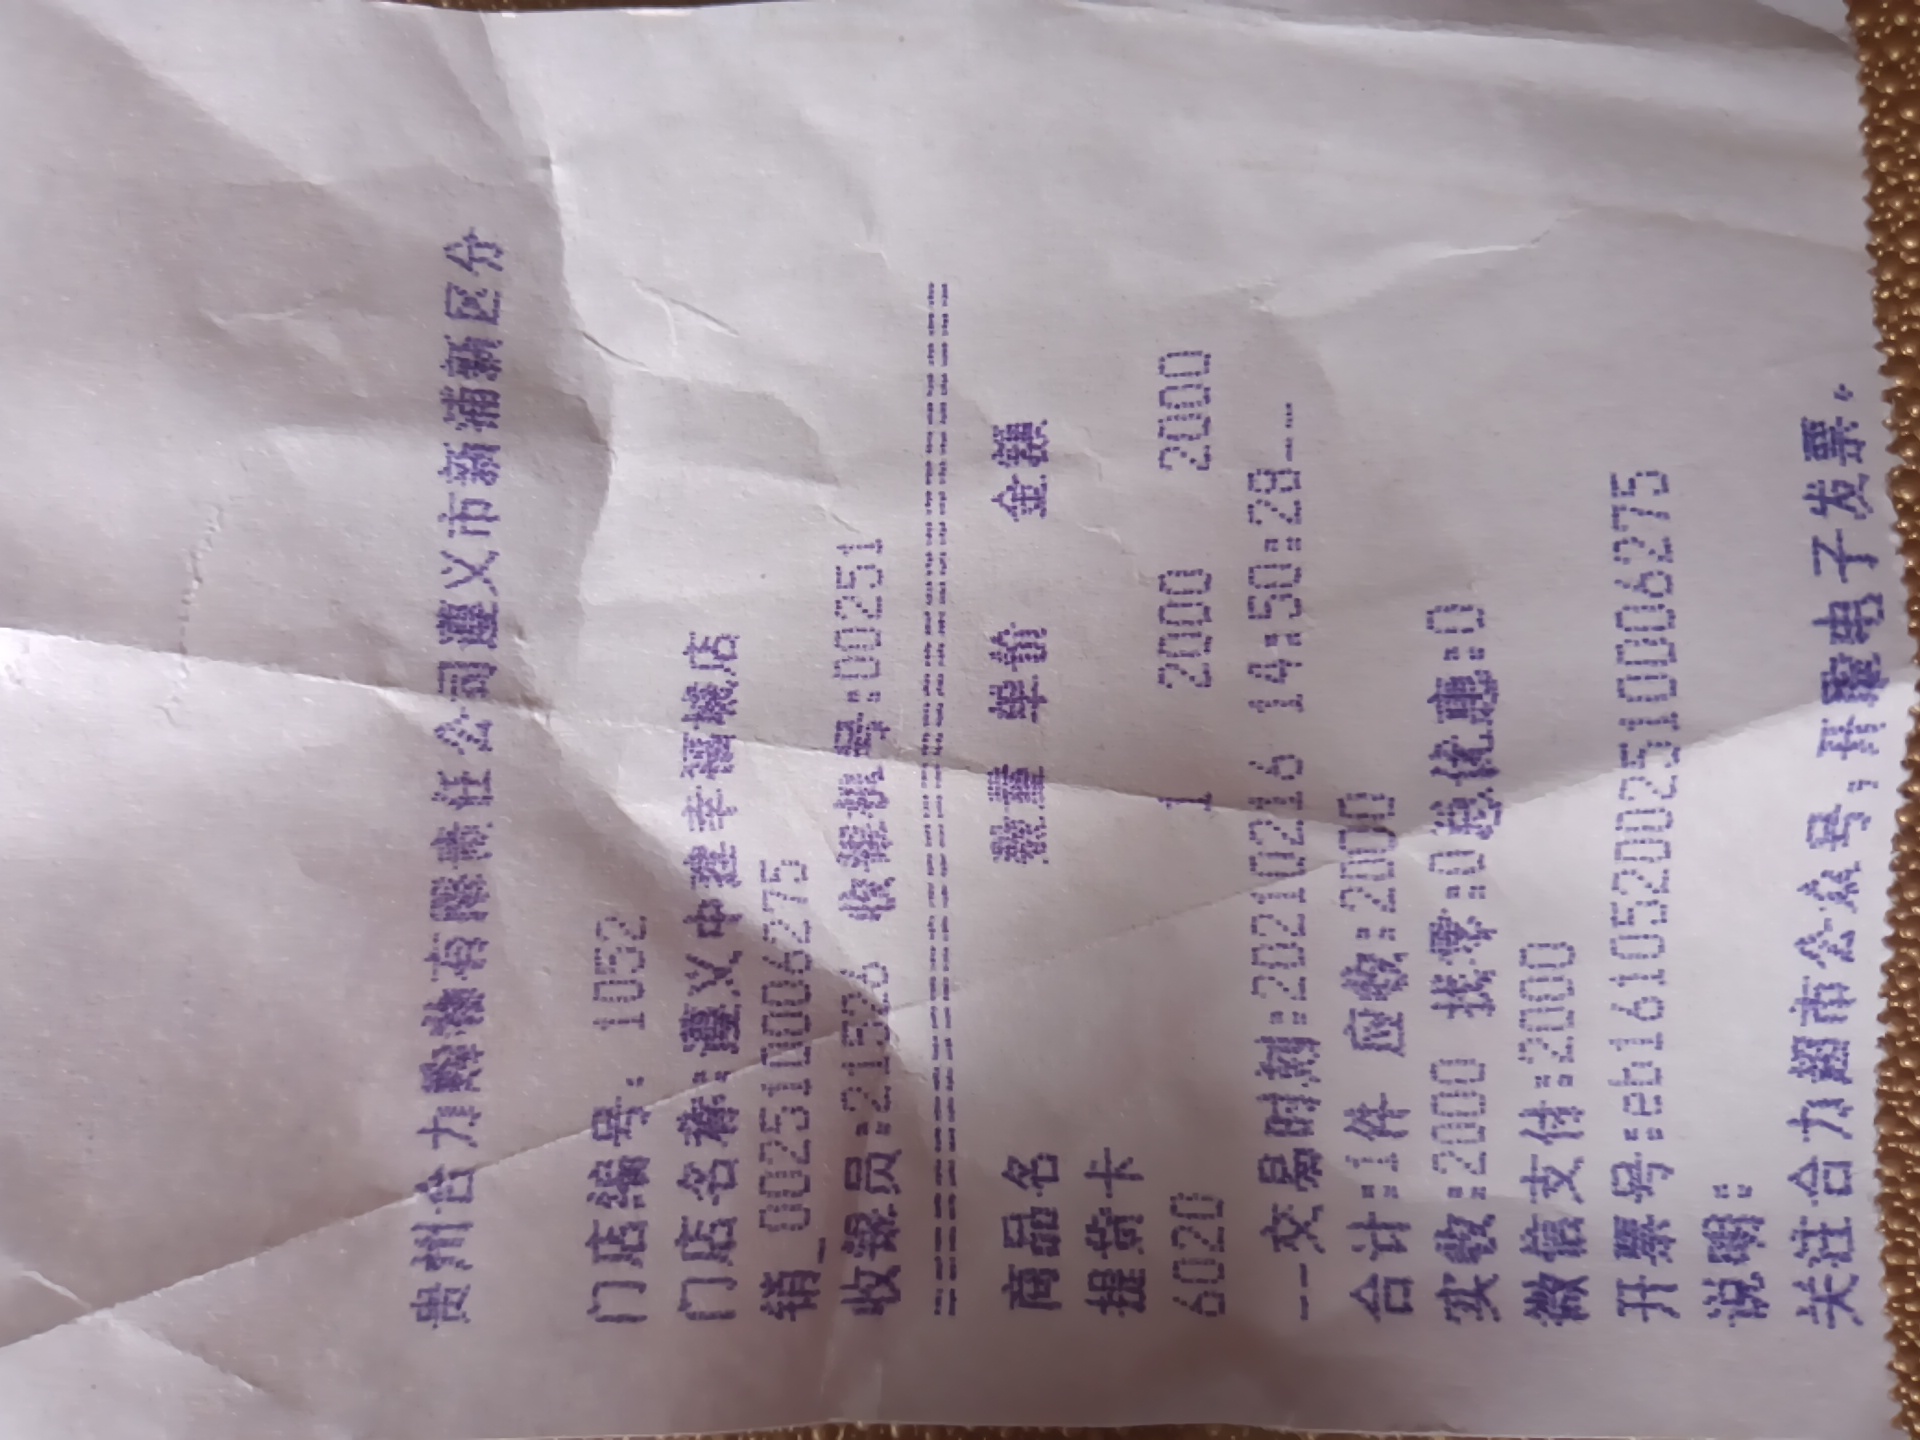 贵州合力购物有限责任公司遵义市新浦新区分
门店编号: 1052
门店名称:遵义中建幸福城店
销_00251006275
收银员:21526 收银机号:00251
================================
商品名 数量 单价 金额
提货卡
6020 1 2000 2000
--交易时刻:20210216 14:50:28---
合计:1件 应收:2000
实收:2000 找零:0总优惠:0
微信支付:2000
开票号:eb16105200251006275
说明:
关注合力超市公众号,开具电子发票。